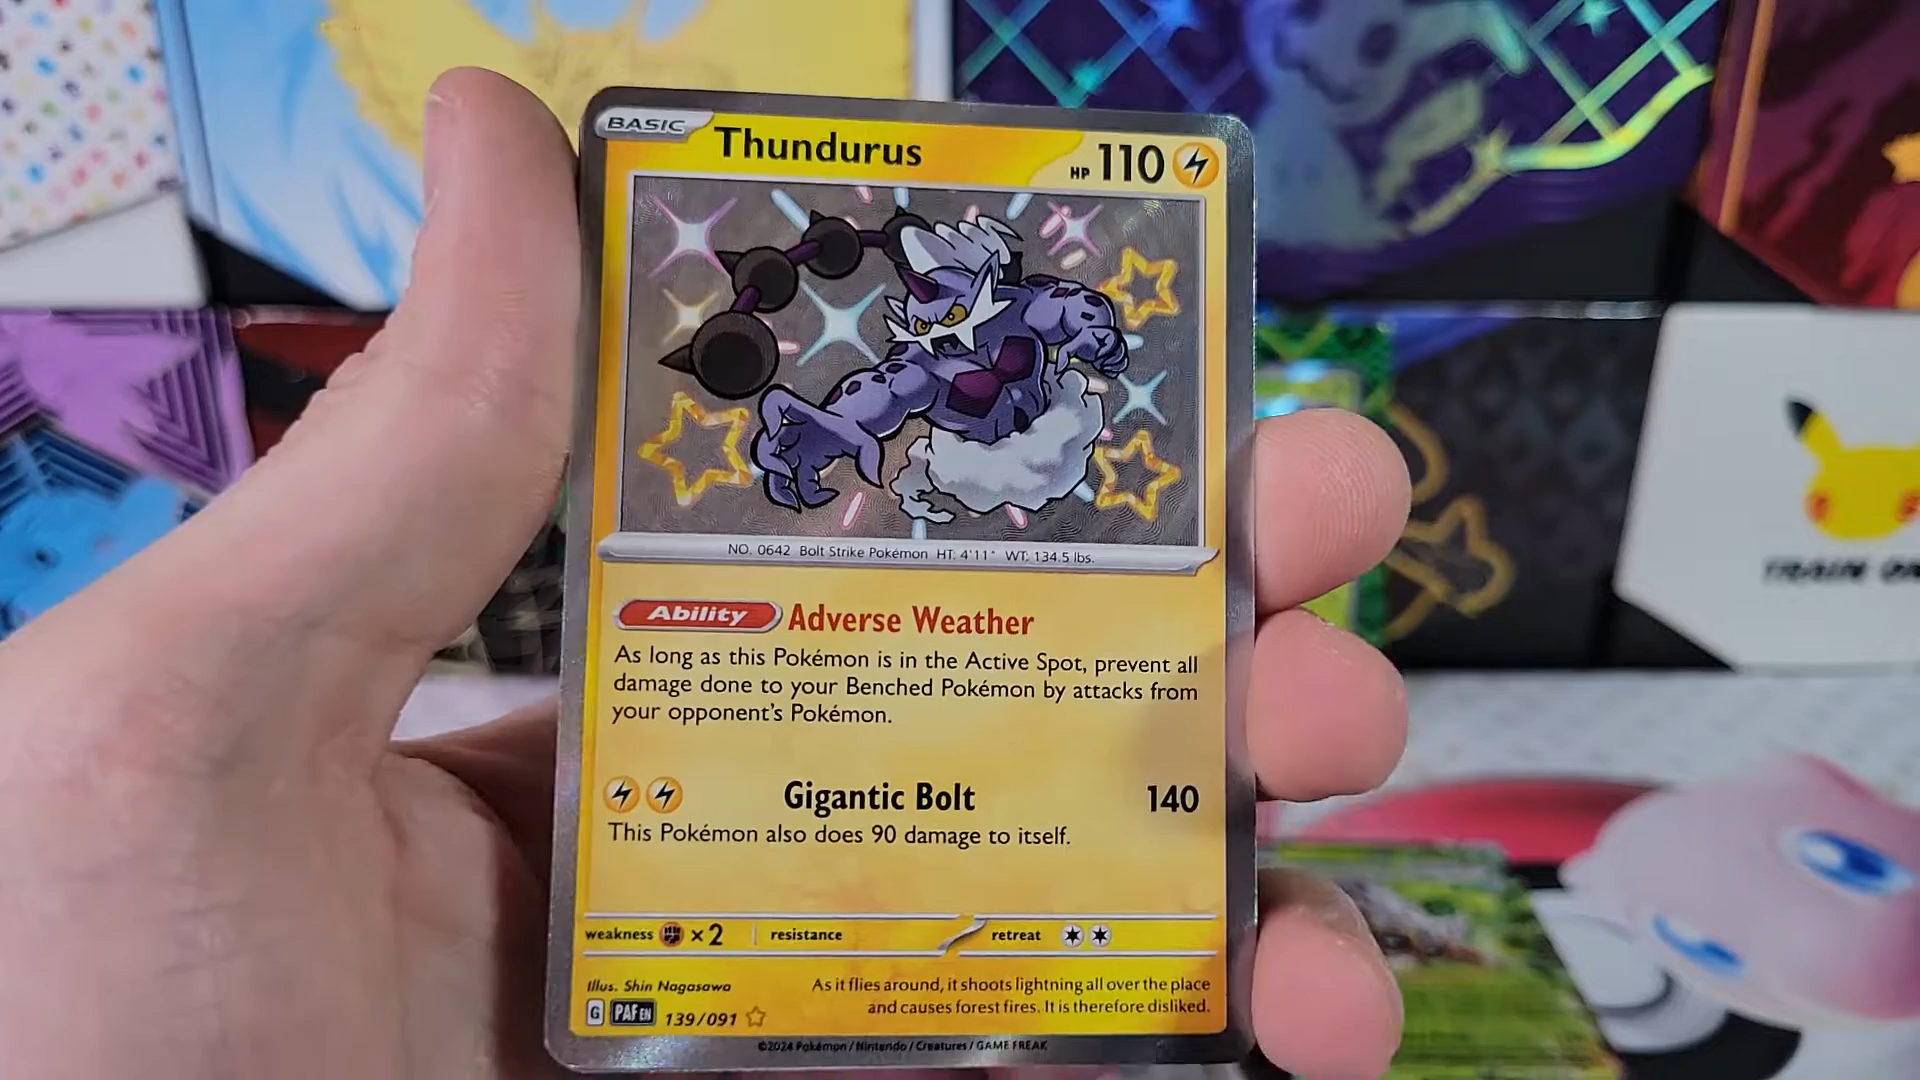 BASIC
Thundurus
HP 110
NO. 0642 Bolt Strike Pokémon HT: 4'11" WT: 134.5 lbs.
Ability Adverse Weather
As long as this Pokémon is in the Active Spot, prevent all
damage done to your Benched Pokémon by attacks from
your opponent's Pokémon.
Gigantic Bolt 140
This Pokémon also does 90 damage to itself.
weakness ×2 resistance retreat
Illus. Shin Nagasawa
As it flies around, it shoots lightning all over the place
and causes forest fires. It is therefore disliked.
G PAF EN 139/091
©2024 Pokémon / Nintendo / Creatures / GAME FREAK
TRAIN ON